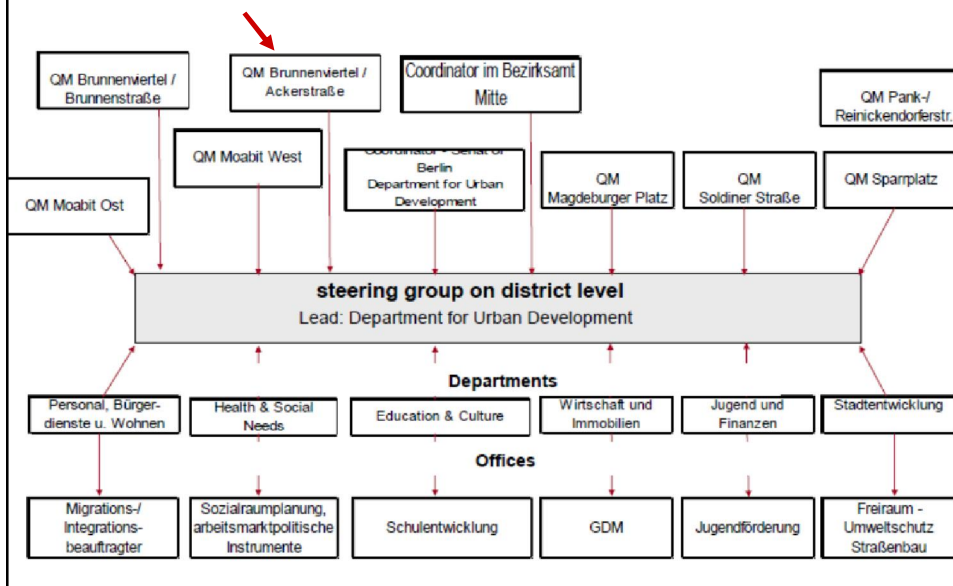 QM Brunnenviertel /
Brunnenstraße
QM Brunnenviertel /
Ackerstraße
Coordinator im Bezirksamt
Mitte
QM Pank-/
Reinickendorferstr.
QM Moabit West
Coordinator - Senat of
Berlin
Department for Urban
Development
QM
Magdeburger Platz
QM
Soldiner Straße
QM Sparrplatz
QM Moabit Ost
steering group on district level
Lead: Department for Urban Development
Departments
Personal, Bürger-
dienste u. Wohnen
Health & Social
Needs
Education & Culture
Wirtschaft und
Immobilien
Jugend und
Finanzen
Stadtentwicklung
Offices
Migrations-/
Integrations-
beauftragter
Sozialraumplanung,
arbeitsmarktpolitische
Instrumente
Schulentwicklung
GDM
Jugendförderung
Freiraum -
Umweltschutz
Straßenbau